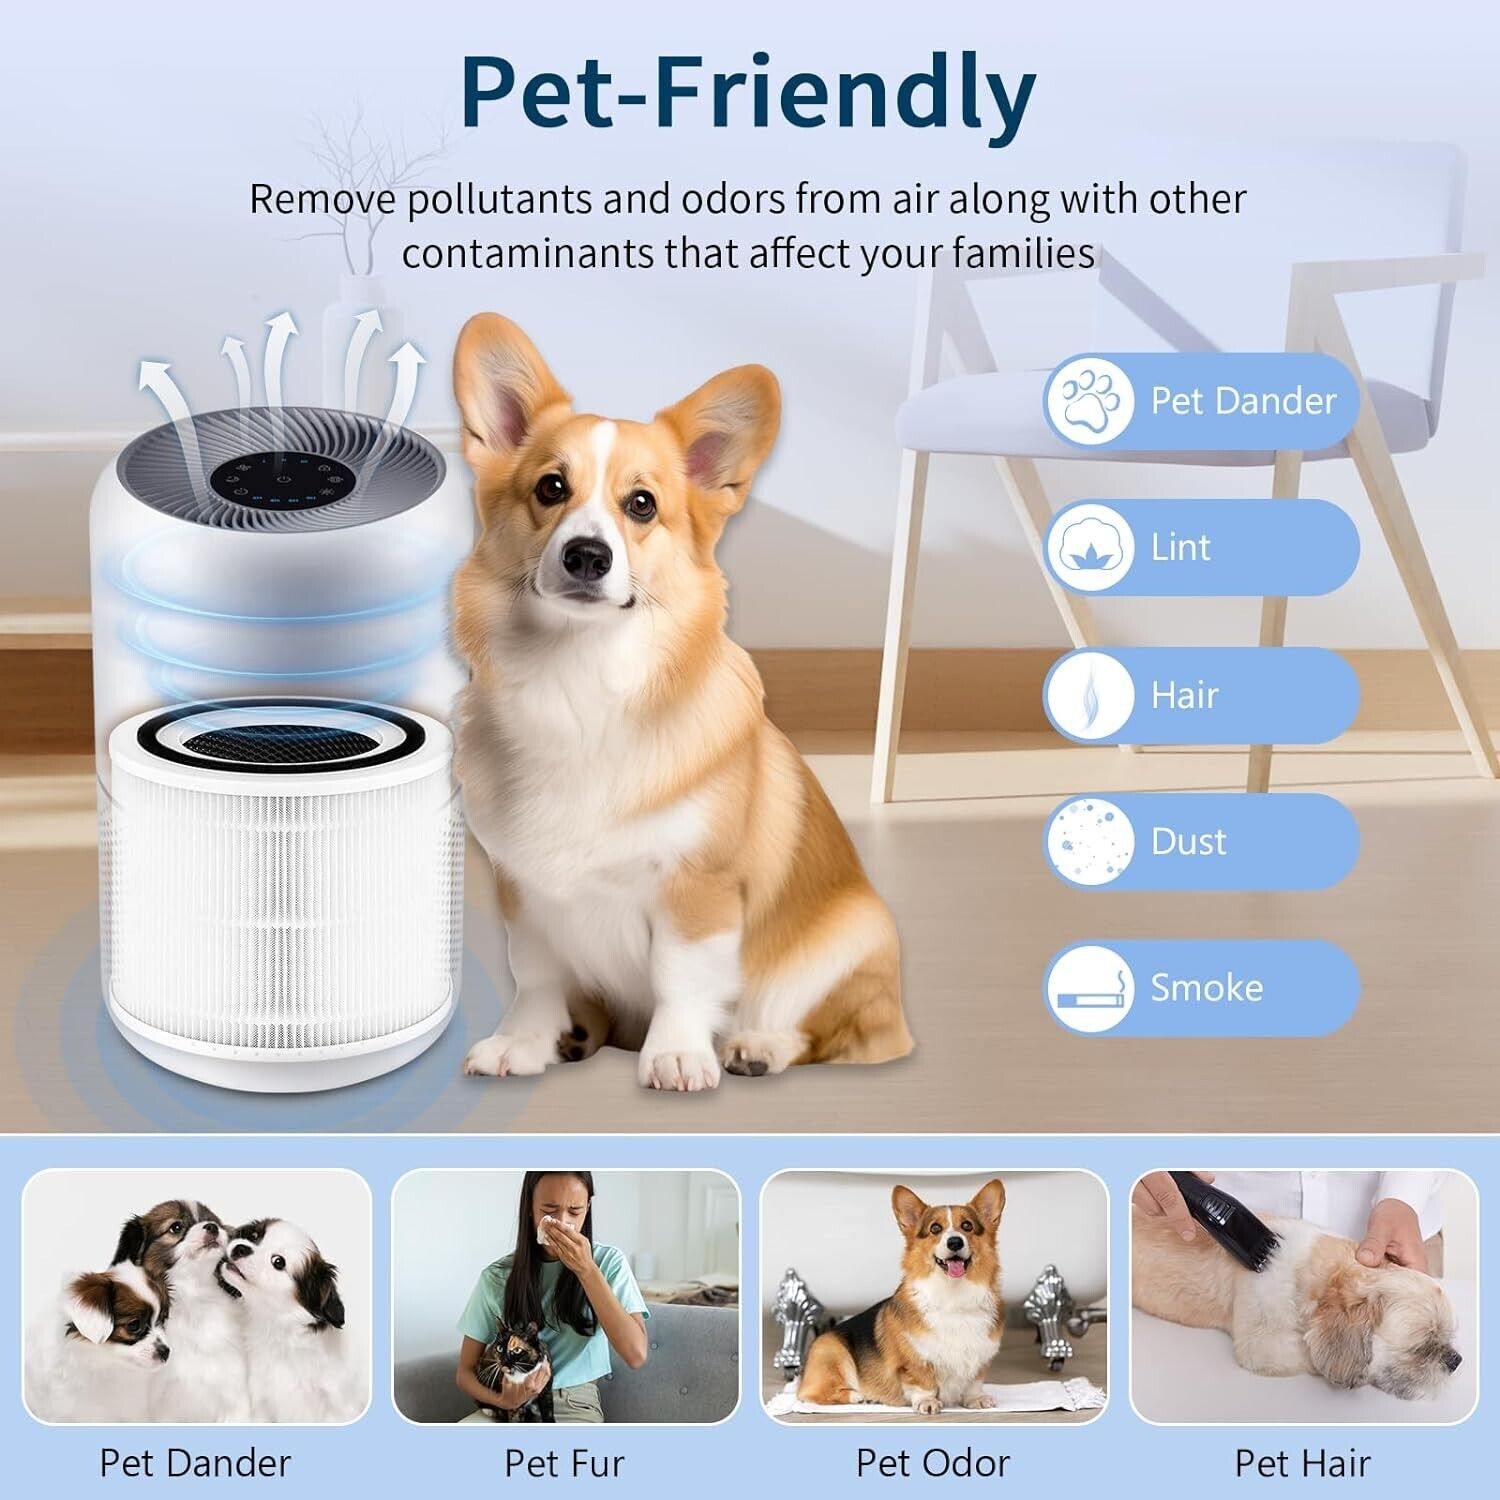 Pet-Friendly
Remove pollutants and odors from air along with other
contaminants that affect your families
Pet Dander
Lint
Hair
Dust
Smoke
Pet Dander
Pet Fur
Pet Odor
Pet Hair